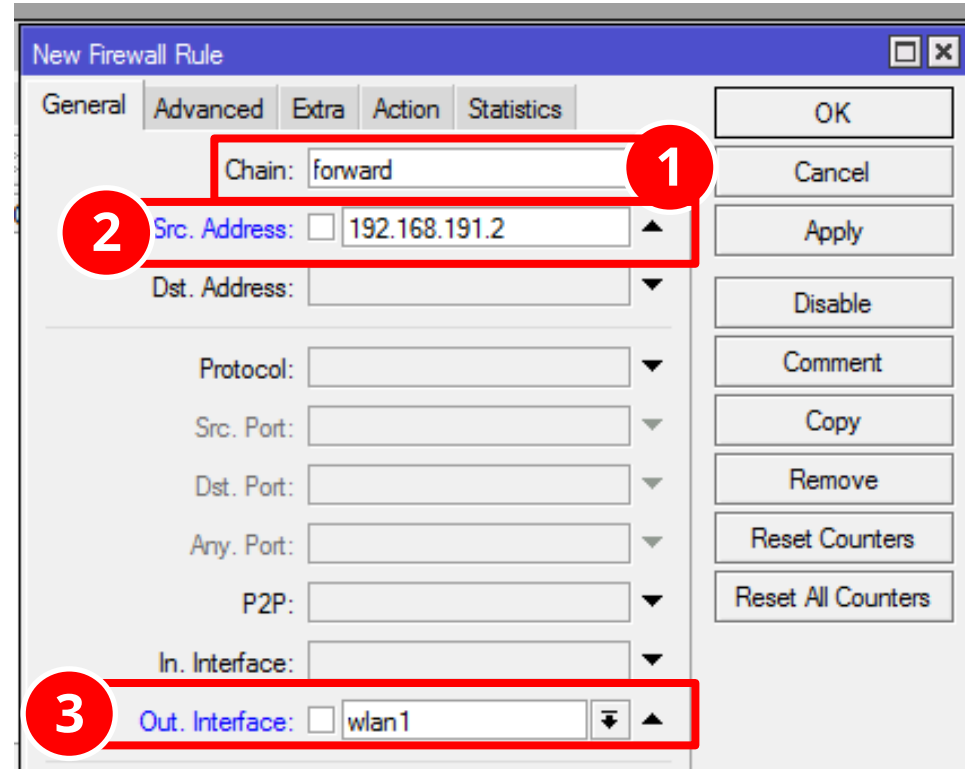 New Firewall Rule
General Advanced Extra Action Statistics
OK
Chain: forward
1
Cancel
2
Src. Address: 192.168.191.2
Apply
Dst. Address:
Disable
Protocol:
Comment
Src. Port:
Copy
Dst. Port:
Remove
Any. Port:
Reset Counters
P2P:
Reset All Counters
In. Interface:
3
Out. Interface: wlan1